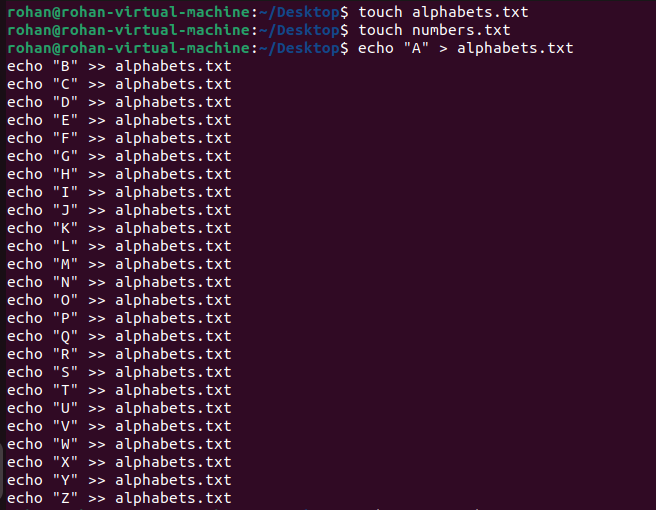 rohan@rohan-virtual-machine:~/Desktop$ touch alphabets.txt
rohan@rohan-virtual-machine:~/Desktop$ touch numbers.txt
rohan@rohan-virtual-machine:~/Desktop$ echo "A" > alphabets.txt
echo "B" >> alphabets.txt
echo "C" >> alphabets.txt
echo "D" >> alphabets.txt
echo "E" >> alphabets.txt
echo "F" >> alphabets.txt
echo "G" >> alphabets.txt
echo "H" >> alphabets.txt
echo "I" >> alphabets.txt
echo "J" >> alphabets.txt
echo "K" >> alphabets.txt
echo "L" >> alphabets.txt
echo "M" >> alphabets.txt
echo "N" >> alphabets.txt
echo "O" >> alphabets.txt
echo "P" >> alphabets.txt
echo "Q" >> alphabets.txt
echo "R" >> alphabets.txt
echo "S" >> alphabets.txt
echo "T" >> alphabets.txt
echo "U" >> alphabets.txt
echo "V" >> alphabets.txt
echo "W" >> alphabets.txt
echo "X" >> alphabets.txt
echo "Y" >> alphabets.txt
echo "Z" >> alphabets.txt